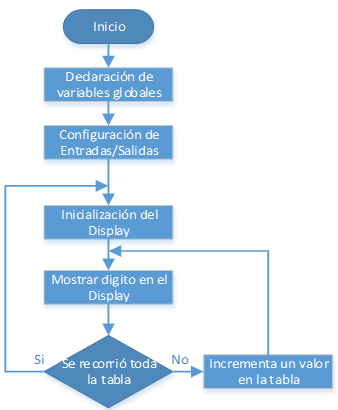 Inicio
Declaración de
variables globales
Configuración de
Entradas/Salidas
Inicialización del
Display
Mostrar digito en el
Display
Si
Se recorrió toda
la tabla
No
Incrementa un valor
en la tabla